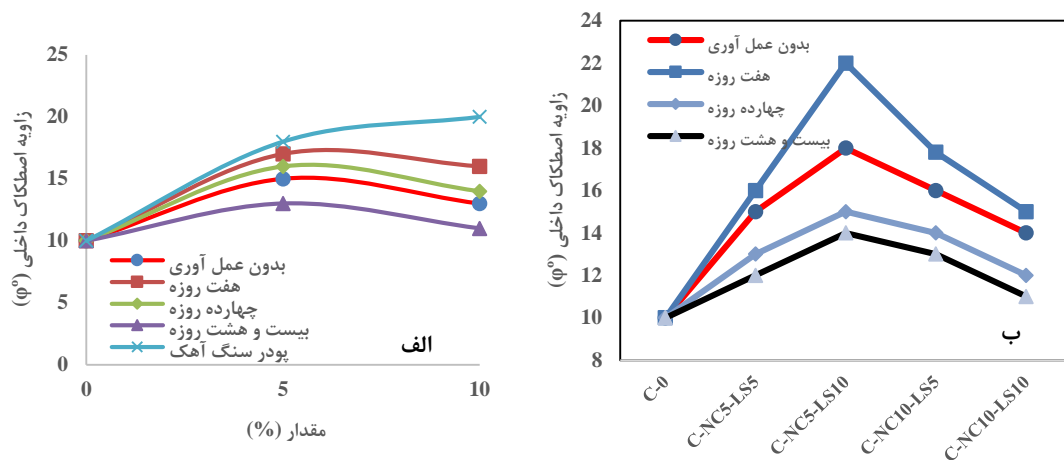 زاویه اصطکاک داخلی (φº)
25
20
15
10
5
0
بدون عمل آوری
هفت روزه
چهارده روزه
بیست و هشت روزه
پودر سنگ آهک
الف
0
5
10
مقدار (%)
زاویه اصطکاک داخلی (φº)
24
22
20
18
16
14
12
10
8
بدون عمل آوری
هفت روزه
چهارده روزه
بیست و هشت روزه
ب
C-0
C-NC5-LS5
C-NC5-LS10
C-NC10-LS5
C-NC10-LS10